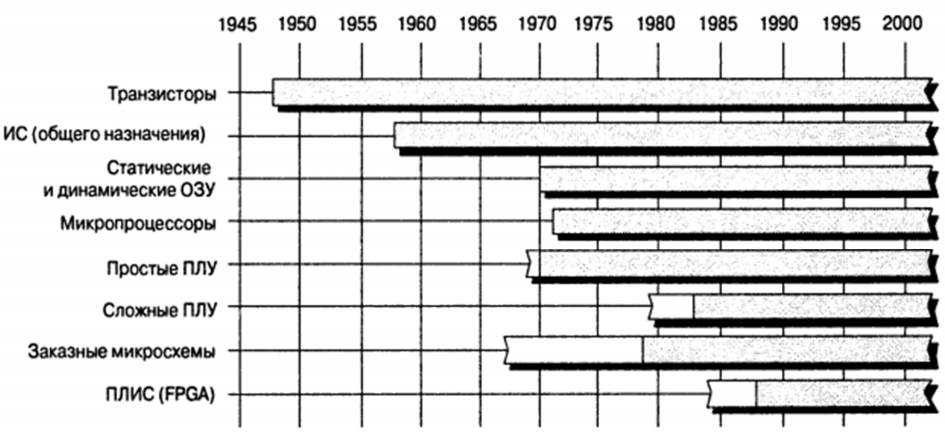 1945 1950 1955 1960 1965 1970 1975 1980 1985 1990 1995 2000
Транзисторы
ИС (общего назначения)
Статические
и динамические ОЗУ
Микропроцессоры
Простые ПЛУ
Сложные ПЛУ
Заказные микросхемы
ПЛИС (FPGA)